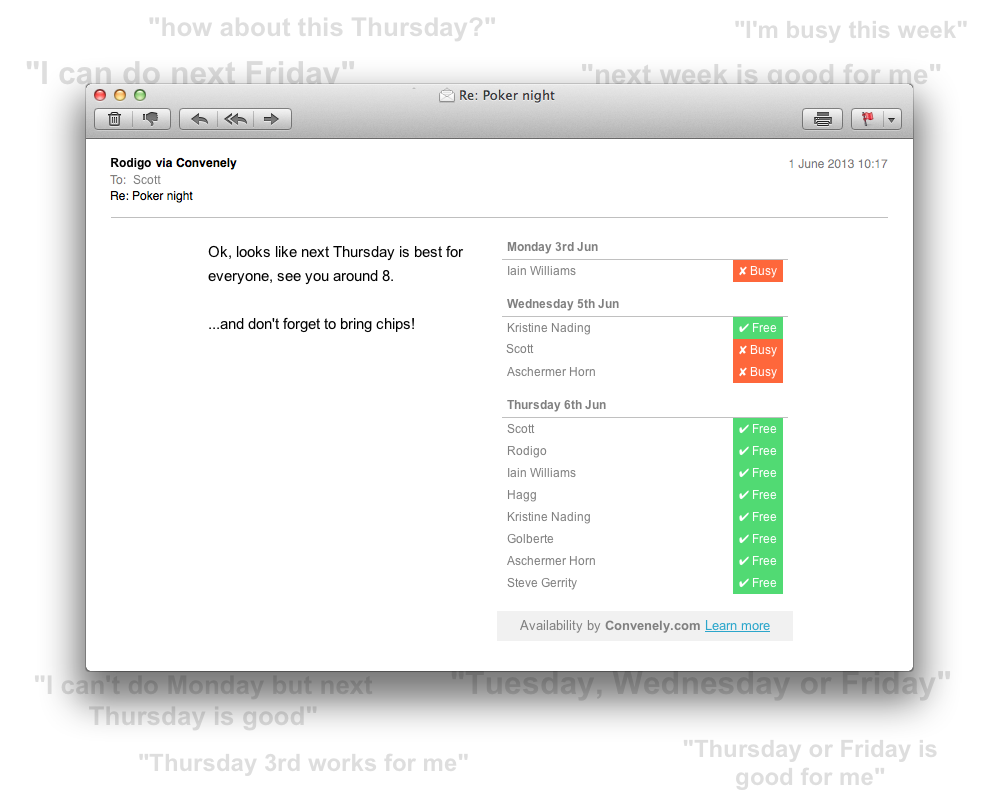 "how about this Thursday?"
"I'm busy this week"
"I can do next Friday"
"next week is good for me"
Re: Poker night
Rodigo via Convenely
1 June 2013 10:17
To: Scott
Re: Poker night
Ok, looks like next Thursday is best for
everyone, see you around 8.
...and don't forget to bring chips!
Monday 3rd Jun
Iain Williams ✘ Busy
Wednesday 5th Jun
Kristine Nading ✔ Free
Scott ✘ Busy
Aschermer Horn ✘ Busy
Thursday 6th Jun
Scott ✔ Free
Rodigo ✔ Free
Iain Williams ✔ Free
Hagg ✔ Free
Kristine Nading ✔ Free
Golberte ✔ Free
Aschermer Horn ✔ Free
Steve Gerrity ✔ Free
Availability by Convenely.com Learn more
"I can't do Monday but next
Thursday is good"
"Tuesday, Wednesday or Friday"
"Thursday 3rd works for me"
"Thursday or Friday is
good for me"